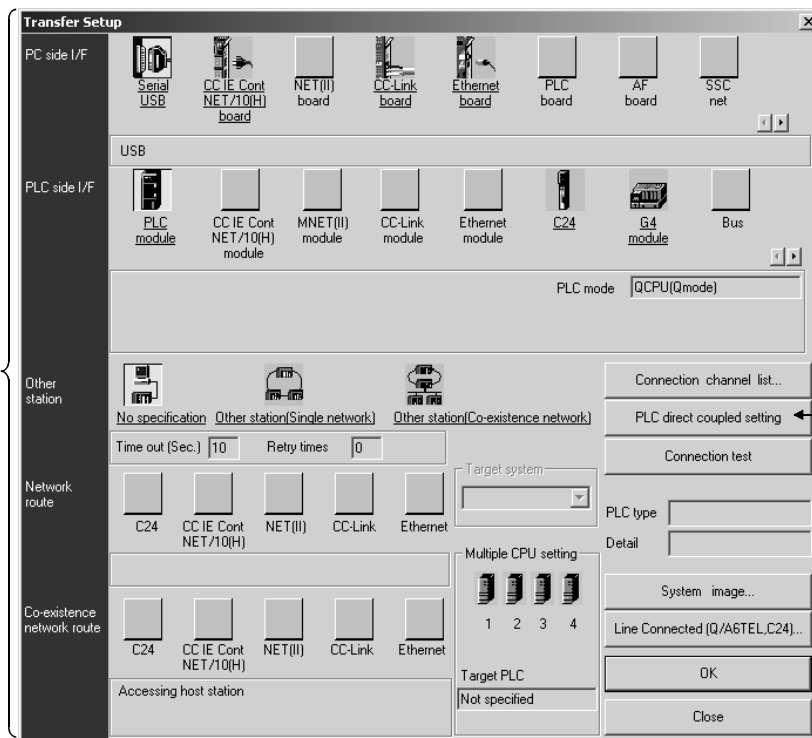 Transfer Setup
PC side I/F
Serial
USB
CC IE Cont
NET/10(H)
board
NET(II)
board
CC-Link
board
Ethernet
board
PLC
board
AF
board
SSC
net
USB
PLC side I/F
PLC
module
CC IE Cont
NET/10(H)
module
MNET(II)
module
CC-Link
module
Ethernet
module
C24
G4
module
Bus
PLC mode
QCPU(Qmode)
Other
station
No specification
Other station(Single network)
Other station(Co-existence network)
Connection channel list...
PLC direct coupled setting
Connection test
Time out (Sec.)
10
Retry times
0
Target system
Network
route
C24
CC IE Cont
NET/10(H)
NET(II)
CC-Link
Ethernet
PLC type
Detail
Multiple CPU setting
1 2 3 4
Target PLC
Not specified
System image...
Line Connected (Q/A6TEL,C24)...
OK
Close
Co-existence
network route
C24
CC IE Cont
NET/10(H)
NET(II)
CC-Link
Ethernet
Accessing host station